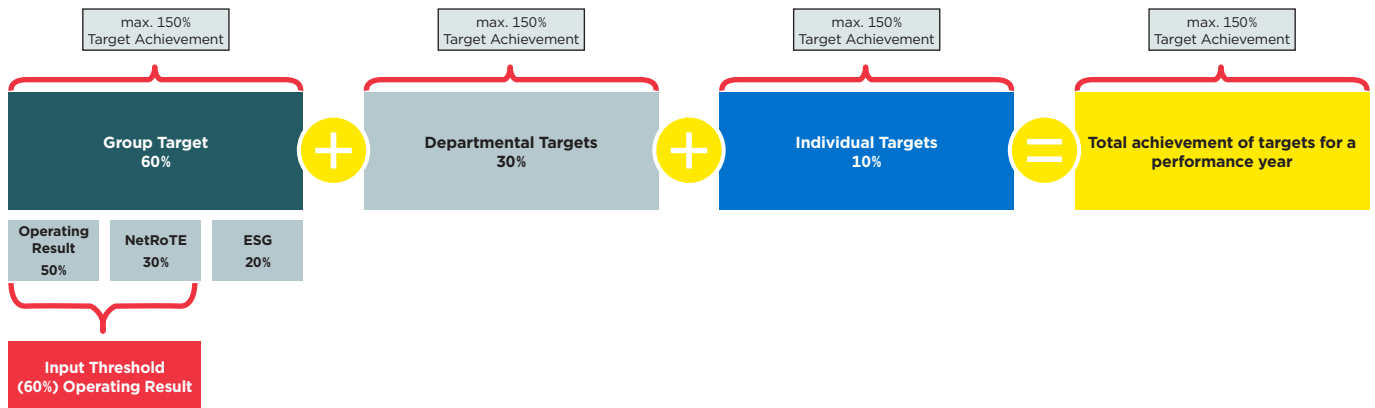 max. 150%
Target Achievement
max. 150%
Target Achievement
max. 150%
Target Achievement
max. 150%
Target Achievement
Group Target
60%
+
Departmental Targets
30%
+
Individual Targets
10%
=
Total achievement of targets for a
performance year
Operating
Result
50%
NetRoTE
30%
ESG
20%
Input Threshold
(60%) Operating Result